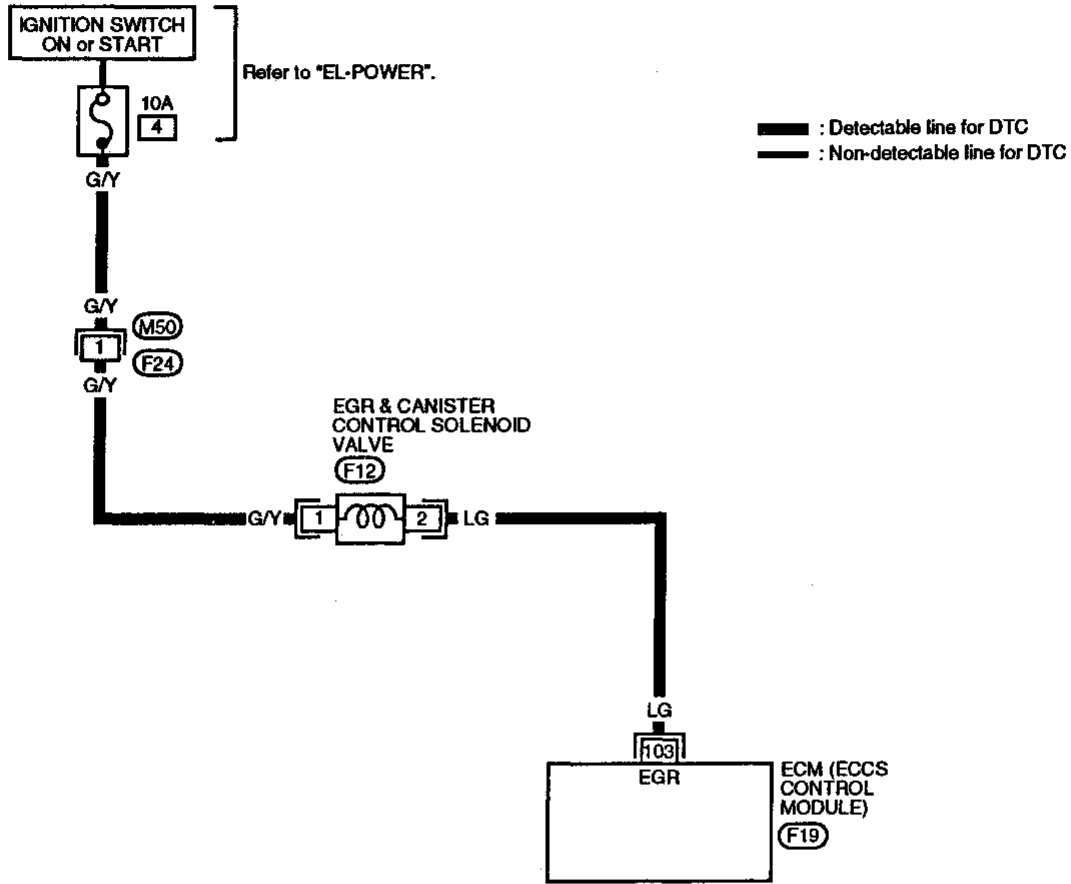 IGNITION SWITCH
ON or START
Refer to "EL-POWER".
10A
4
: Detectable line for DTC
: Non-detectable line for DTC
G/Y
G/Y
M50
1
F24
G/Y
EGR & CANISTER
CONTROL SOLENOID
VALVE
F12
G/Y
1
2
LG
LG
103
EGR
ECM (ECCS
CONTROL
MODULE)
F19